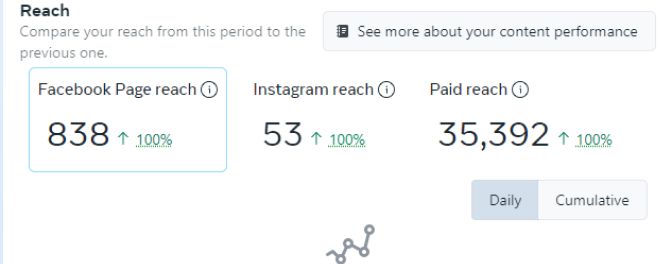 Reach
Compare your reach from this period to the
previous one.
See more about your content performance
Facebook Page reach
838 ↑ 100%
Instagram reach
53 ↑ 100%
Paid reach
35,392 ↑ 100%
Daily
Cumulative